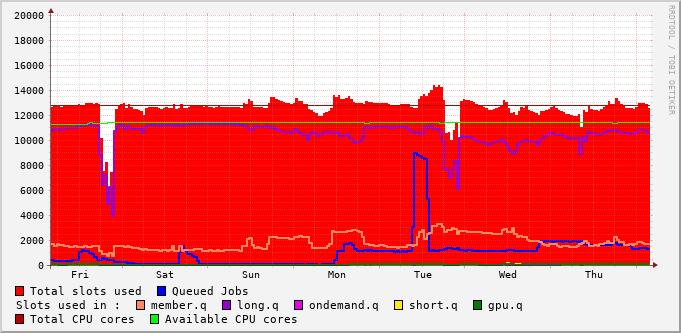 20000
18000
16000
14000
12000
10000
8000
6000
4000
2000
0
Fri Sat Sun Mon Tue Wed Thu
RRDTOOL / TOBI OETIKER
Total slots used Queued Jobs
Slots used in : member.q long.q ondemand.q short.q gpu.q
Total CPU cores Available CPU cores